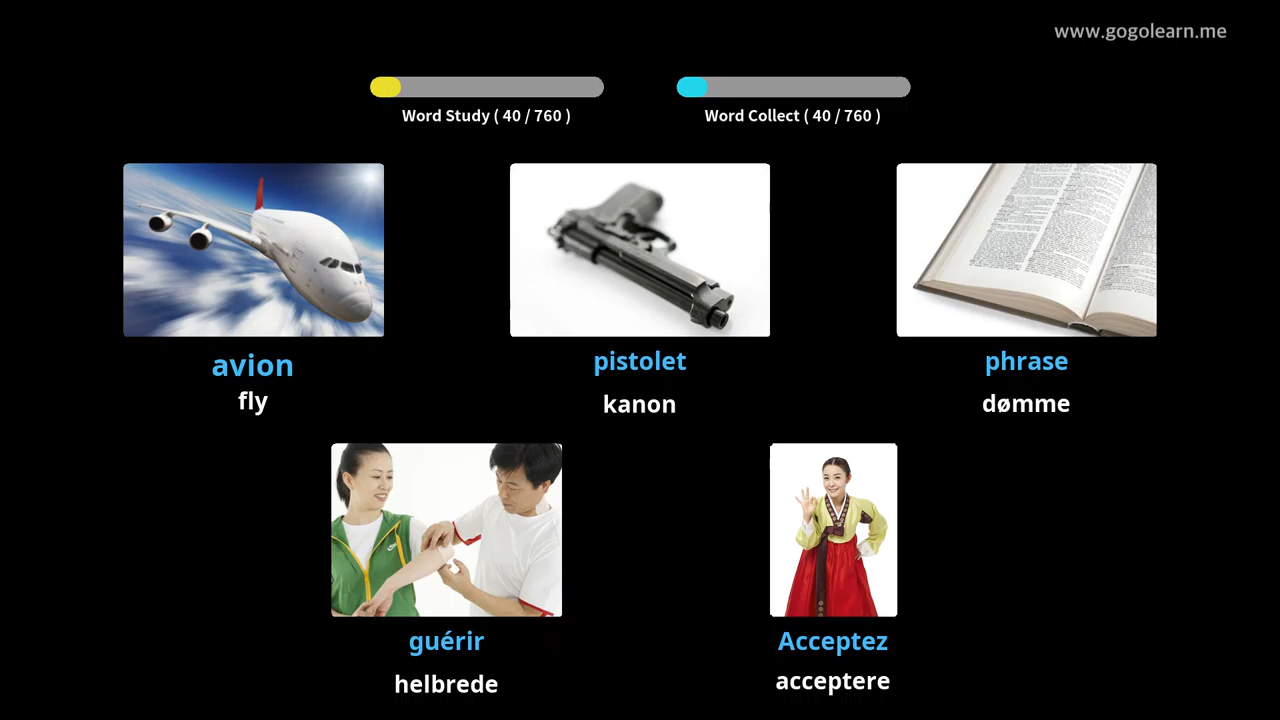 www.gogolearn.me
Word Study ( 40 / 760 )
Word Collect ( 40 / 760 )
avion
fly
pistolet
kanon
phrase
dømme
guérir
helbrede
Acceptez
acceptere